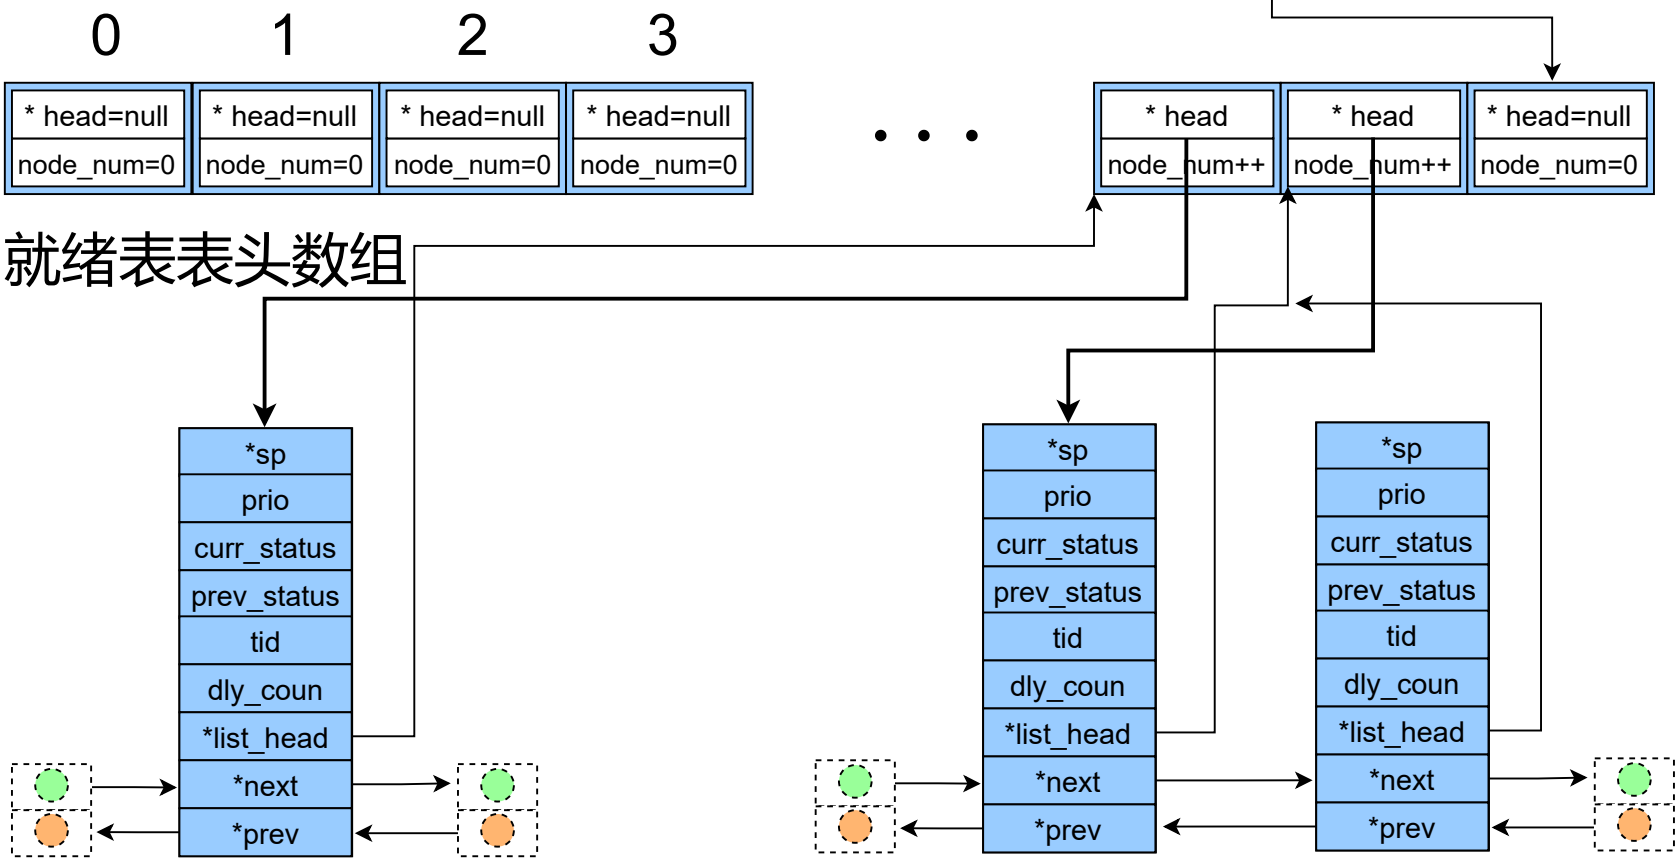 0 1 2 3
* head=null * head=null * head=null * head=null * head * head * head=null
node_num=0 node_num=0 node_num=0 node_num=0 • • • node_num++ node_num++ node_num=0
就绪表表头数组
*sp *sp *sp
prio prio prio
curr_status curr_status curr_status
prev_status prev_status prev_status
tid tid tid
dly_coun dly_coun dly_coun
*list_head *list_head *list_head
*next *next *next
*prev *prev *prev